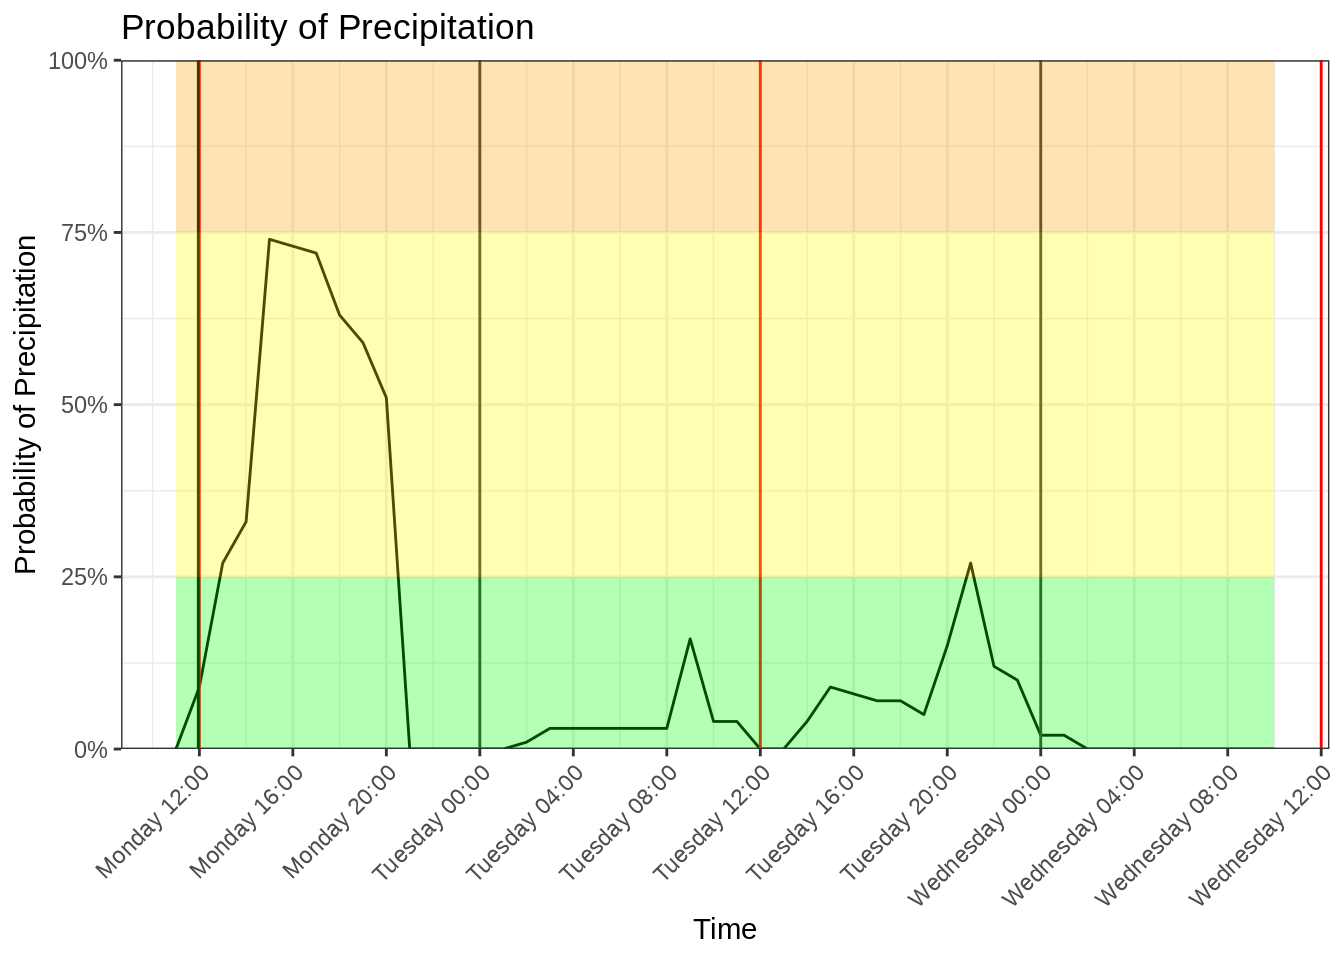 Probability of Precipitation
Probability of Precipitation
100%
75%
50%
25%
0%
Monday 12:00
Monday 16:00
Monday 20:00
Tuesday 00:00
Tuesday 04:00
Tuesday 08:00
Tuesday 12:00
Tuesday 16:00
Tuesday 20:00
Wednesday 00:00
Wednesday 04:00
Wednesday 08:00
Wednesday 12:00
Time